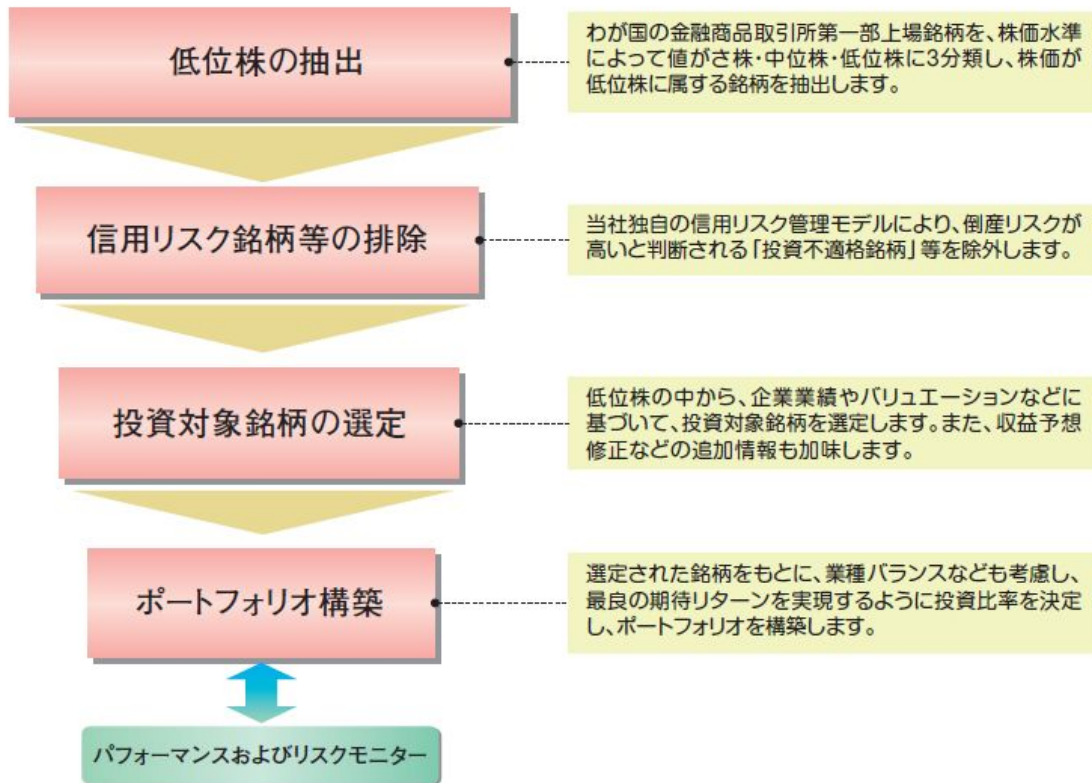 低位株の抽出
わが国の金融商品取引所第一部上場銘柄を、株価水準
によって値がさ株・中位株・低位株に3分類し、株価が
低位株に属する銘柄を抽出します。
信用リスク銘柄等の排除
当社独自の信用リスク管理モデルにより、倒産リスクが
高いと判断される「投資不適格銘柄」等を除外します。
投資対象銘柄の選定
低位株の中から、企業業績やバリュエーションなどに
基づいて、投資対象銘柄を選定します。また、収益予想
修正などの追加情報も加味します。
ポートフォリオ構築
選定された銘柄をもとに、業種バランスなども考慮し、
最良の期待リターンを実現するように投資比率を決定
し、ポートフォリオを構築します。
パフォーマンスおよびリスクモニター